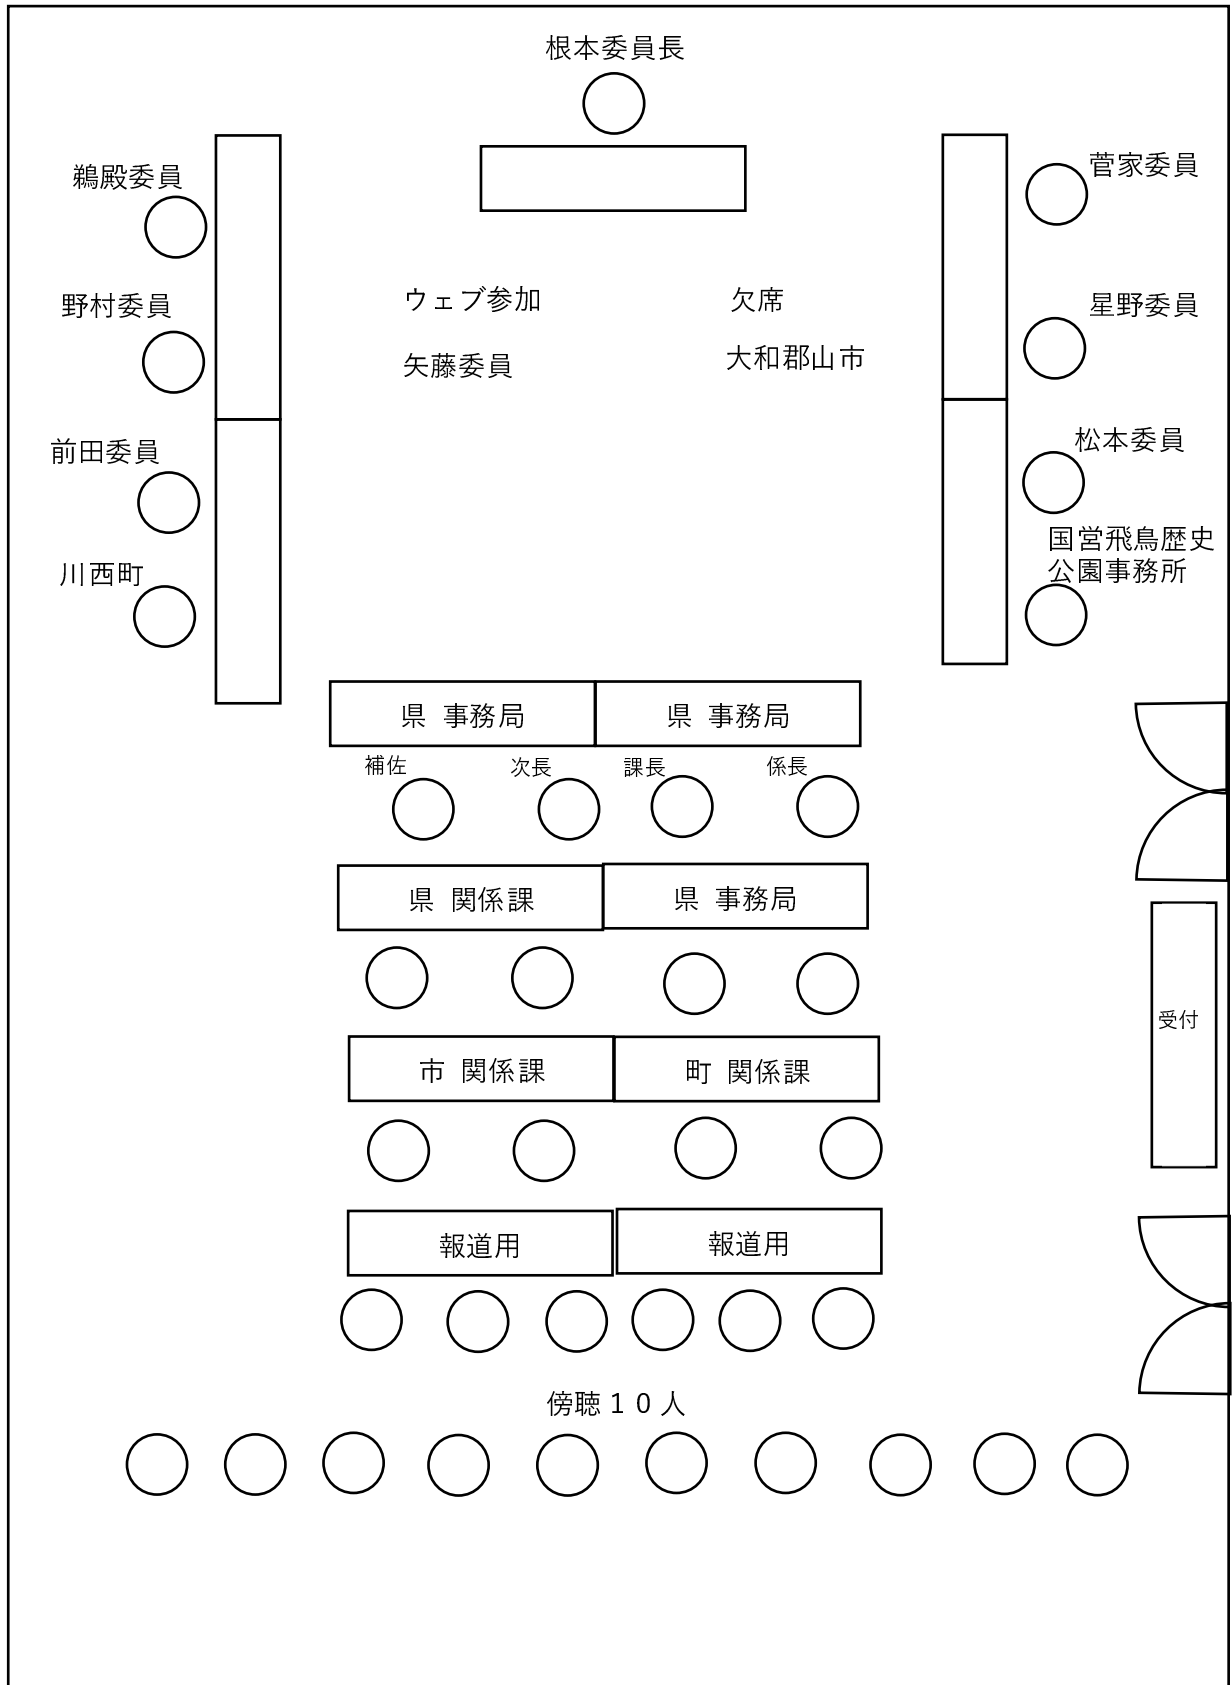 根本委員長
鵜殿委員
菅家委員
野村委員
ウェブ参加
欠席
星野委員
矢藤委員
大和郡山市
前田委員
松本委員
川西町
国営飛鳥歴史
公園事務所
県 事務局
県 事務局
補佐
次長
課長
係長
県 関係課
県 事務局
受付
市 関係課
町 関係課
報道用
報道用
傍聴１０人